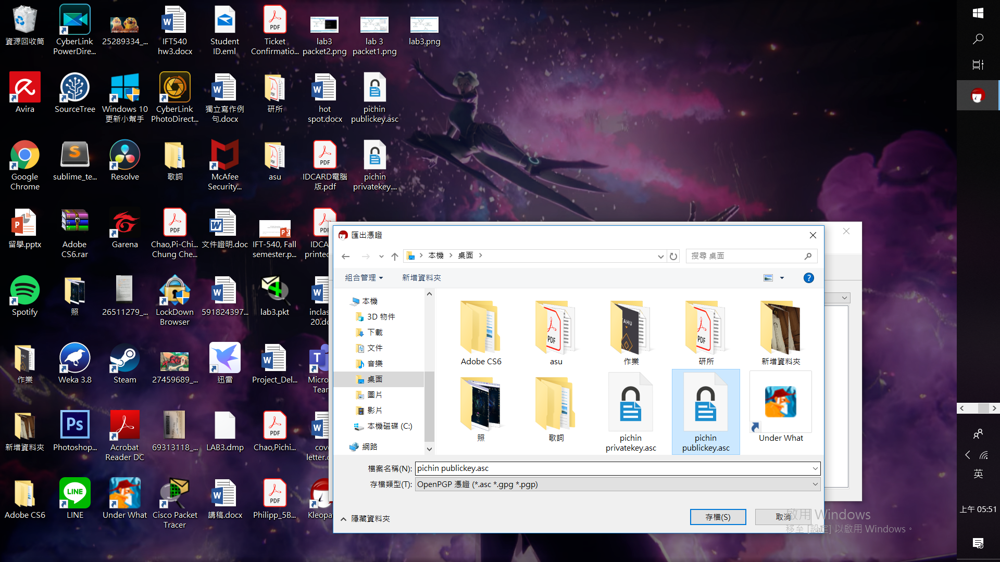 資源回收筒
CyberLink
PowerDire...
25289334_...
IFT540
hw3.docx
Student
ID.eml
Ticket
Confirmatio...
lab3
packet2.png
lab 3
packet1.png
lab3.png
Avira
SourceTree
Windows 10
更新小幫手
CyberLink
PhotoDirect...
獨立寫作例
句.docx
研所
hot
spot.docx
pichin
publickey.asc
Google
Chrome
sublime_te...
Resolve
歌詞
McAfee
Security...
asu
IDCARD電腦
版.pdf
pichin
privatekey....
留學.pptx
Adobe
CS6.rar
Garena
Chao,Pi-Chi...
Chung Che...
文件證明.doc
IFT-540, Fall
semester.p...
IDCA
printed
Spotify
照
26511279_...
LockDown
Browser
591824397...
lab3.pkt
inclas
20.do
作業
Weka 3.8
Steam
27459689_...
迅雷
Project_Del...
Micro
Tear
新增資料夾
Photoshop...
Acrobat
Reader DC
69313118_...
LAB3.dmp
Chao,Pichi...
cov
letter.d
Adobe CS6
LINE
Under What
Cisco Packet
Tracer
講稿.docx
Philipp_5B...
Kleopat
匯出憑證
本機
桌面
搜尋 桌面
組合管理
新增資料夾
本機
3D 物件
下載
文件
音樂
桌面
圖片
影片
本機磁碟 (C:)
網路
Adobe CS6
asu
作業
研所
新增資料夾
照
歌詞
pichin
privatekey.asc
pichin
publickey.asc
Under What
檔案名稱(N): pichin publickey.asc
存檔類型(T): OpenPGP 憑證 (*.asc *.gpg *.pgp)
隱藏資料夾
存檔(S)
取消
啟用 Windows
移至 [設定] 以啟用 Windows。
英
上午 05:51